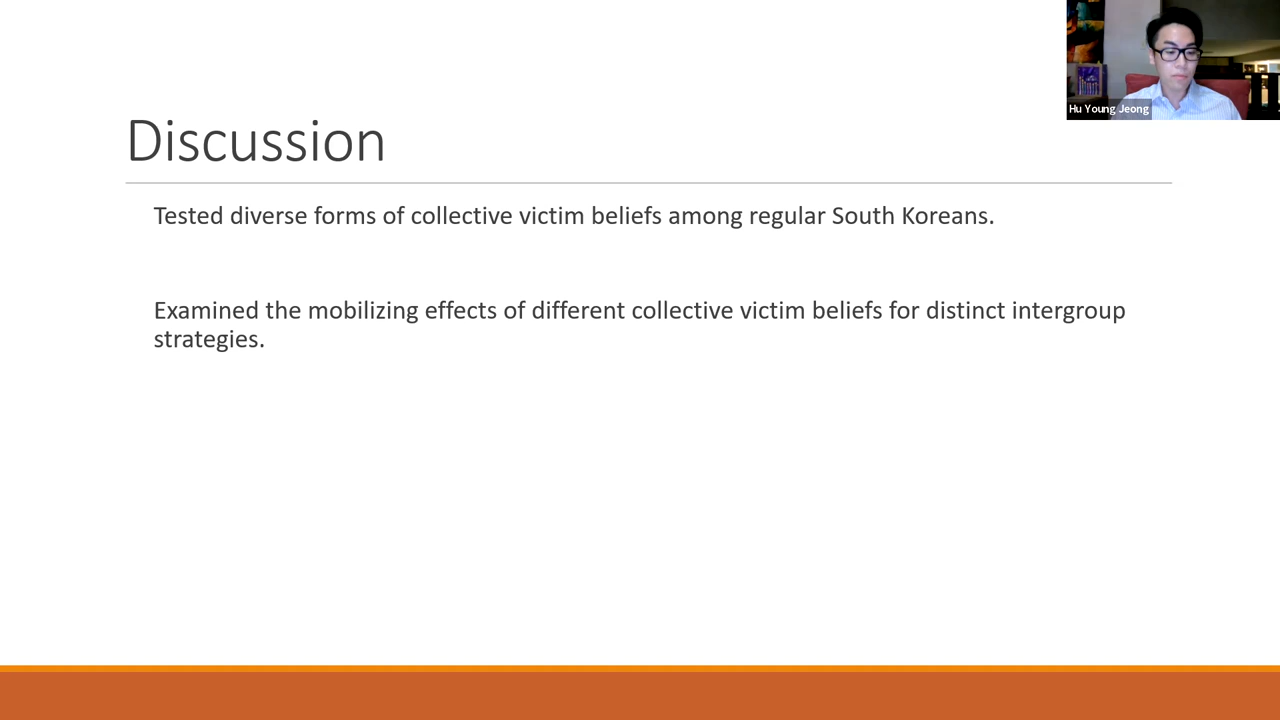 Hu Young Jeong
Discussion
Tested diverse forms of collective victim beliefs among regular South Koreans.
Examined the mobilizing effects of different collective victim beliefs for distinct intergroup
strategies.